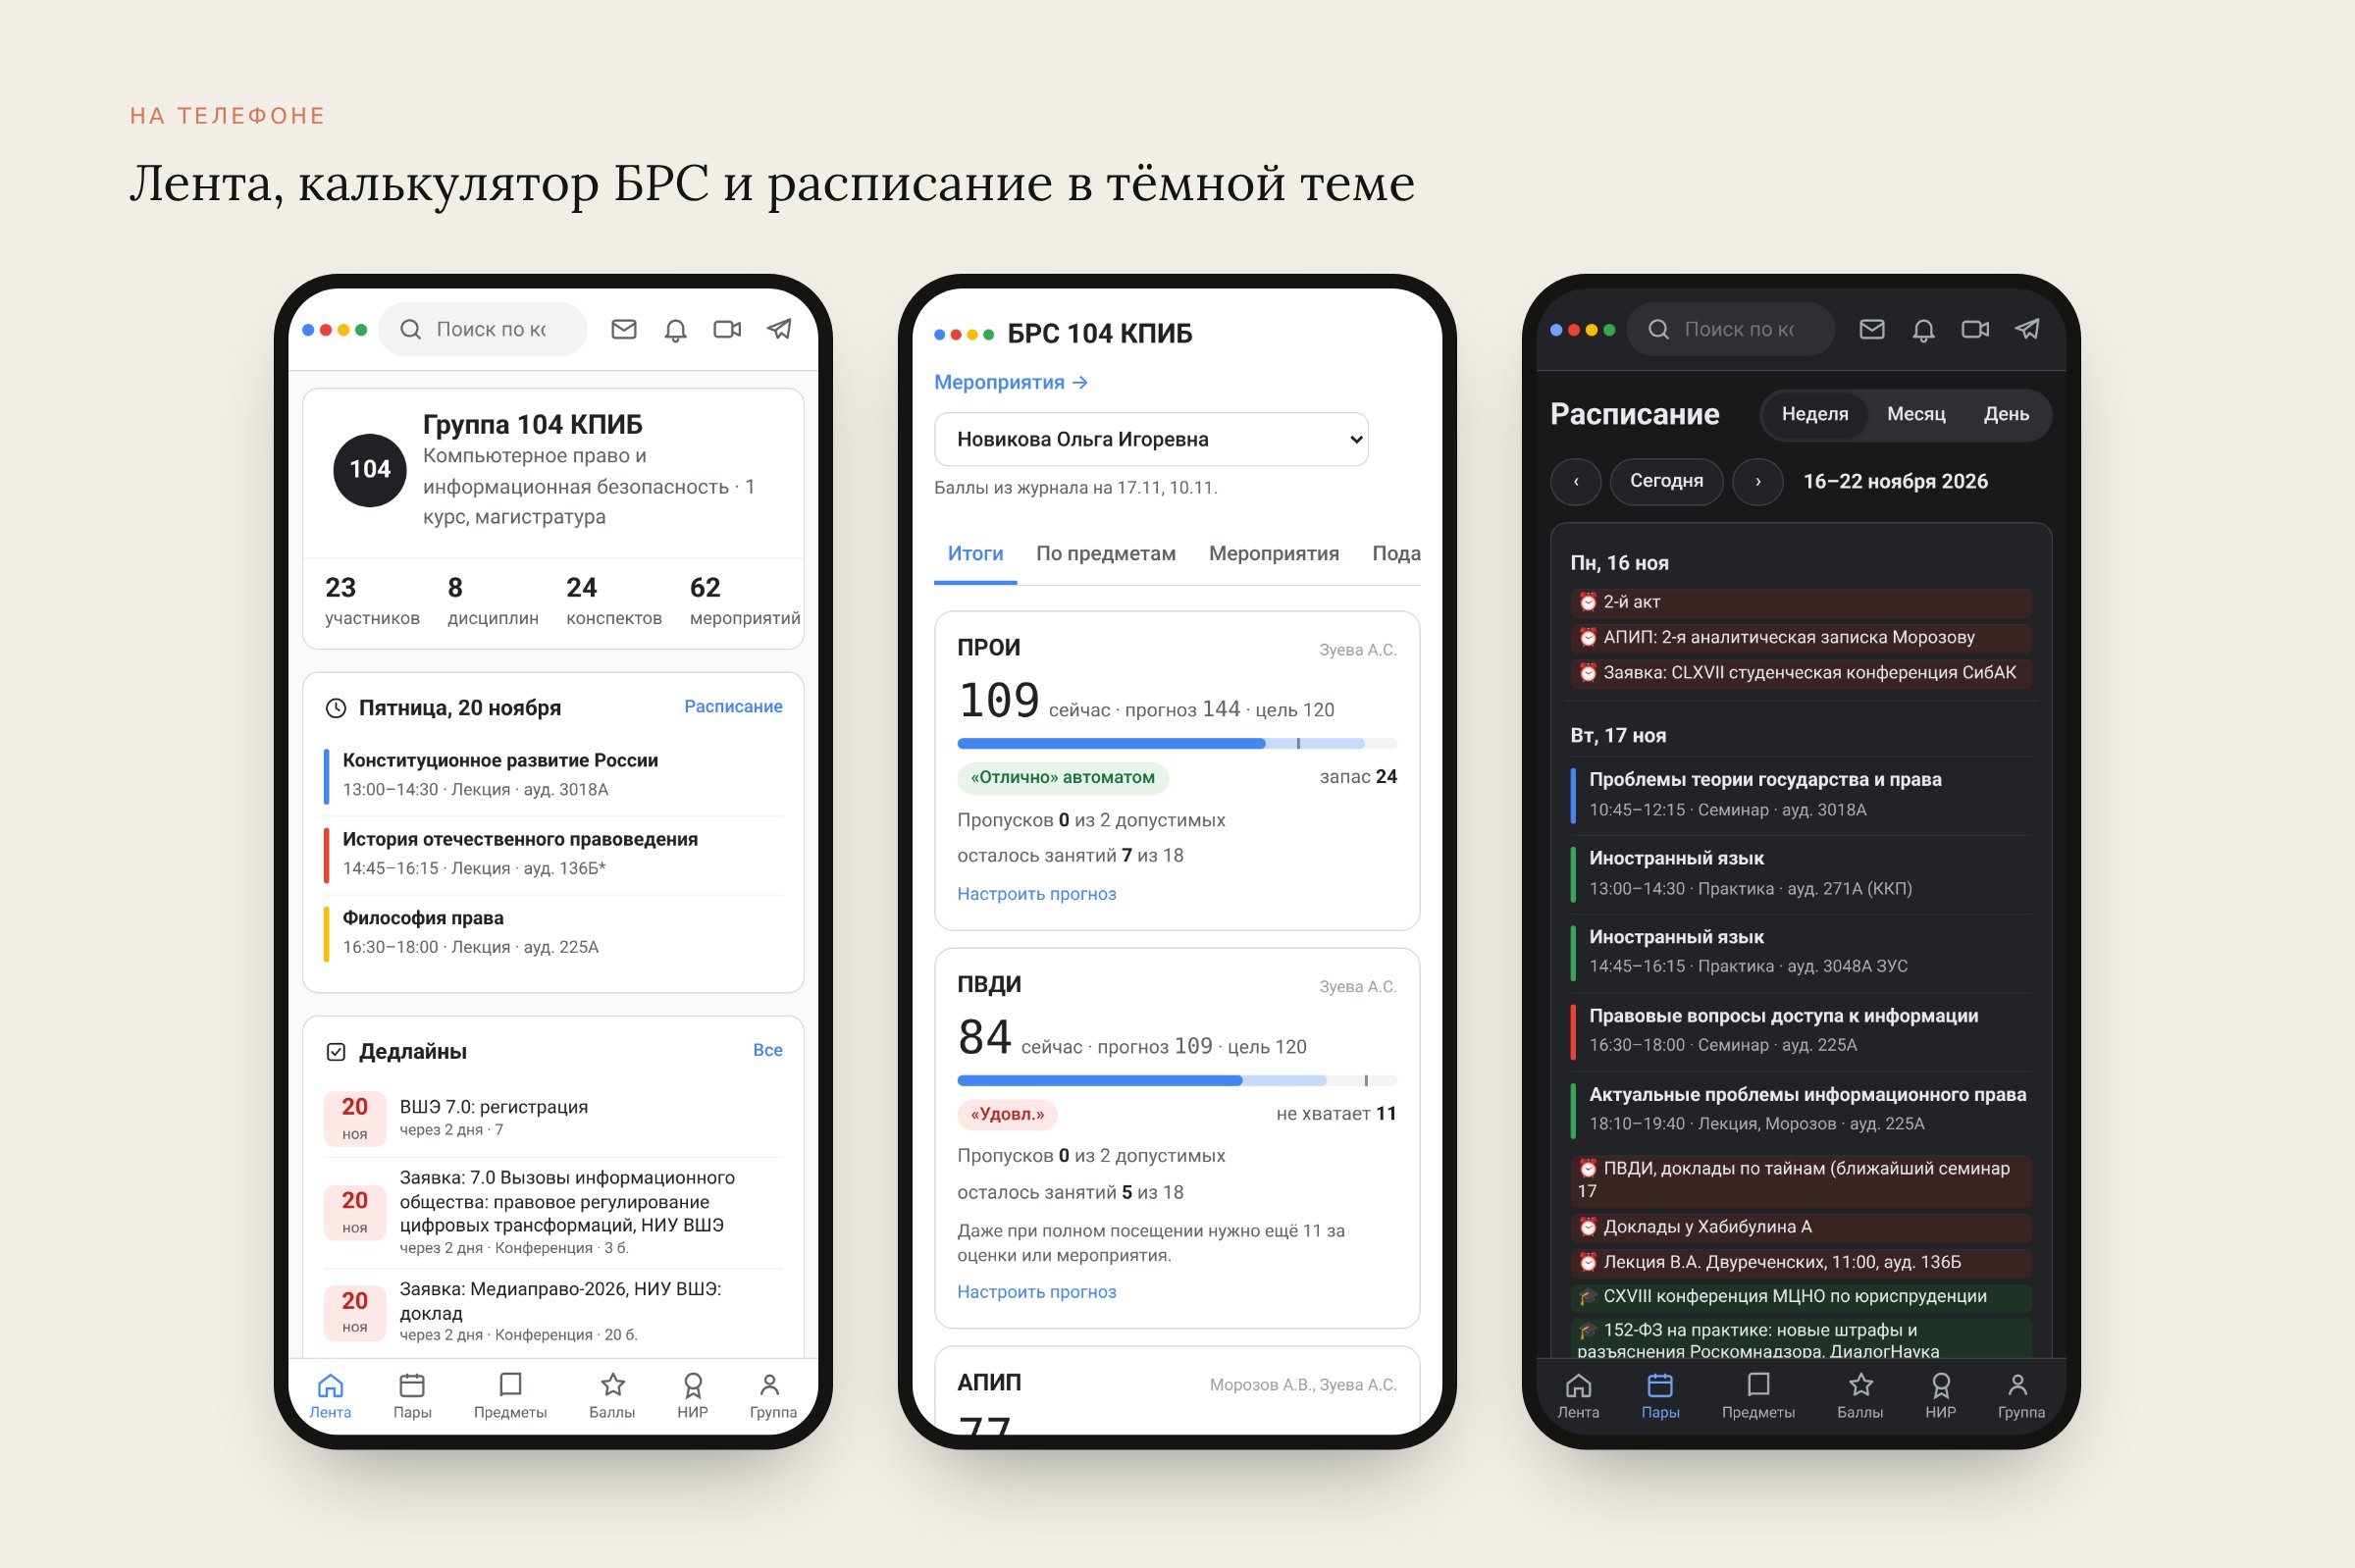 НА ТЕЛЕФОНЕ
Лента, калькулятор БРС и расписание в тёмной теме
Поиск по кс
Группа 104 КПИБ
104
Компьютерное право и
информационная безопасность · 1
курс, магистратура
23 8 24 62
участников дисциплин конспектов мероприятий
Пятница, 20 ноября Расписание
Конституционное развитие России
13:00–14:30 · Лекция · ауд. 3018А
История отечественного правоведения
14:45–16:15 · Лекция · ауд. 136Б*
Философия права
16:30–18:00 · Лекция · ауд. 225А
Дедлайны Все
20 ноя
ВШЭ 7.0: регистрация
через 2 дня · 7
20 ноя
Заявка: 7.0 Вызовы информационного
общества: правовое регулирование
цифровых трансформаций, НИУ ВШЭ
через 2 дня · Конференция · 3 б.
20 ноя
Заявка: Медиаправо-2026, НИУ ВШЭ:
доклад
через 2 дня · Конференция · 20 б.
Лента Пары Предметы Баллы НИР Группа
БРС 104 КПИБ
Мероприятия →
Новикова Ольга Игоревна
Баллы из журнала на 17.11, 10.11.
Итоги По предметам Мероприятия Пода
ПРОИ Зуева А.С.
109 сейчас · прогноз 144 · цель 120
«Отлично» автоматом запас 24
Пропусков 0 из 2 допустимых
осталось занятий 7 из 18
Настроить прогноз
ПВДИ Зуева А.С.
84 сейчас · прогноз 109 · цель 120
«Удовл.» не хватает 11
Пропусков 0 из 2 допустимых
осталось занятий 5 из 18
Даже при полном посещении нужно ещё 11 за
оценки или мероприятия.
Настроить прогноз
АПИП Морозов А.В., Зуева А.С.
77
Поиск по кс
Расписание Неделя Месяц День
‹ Сегодня › 16–22 ноября 2026
Пн, 16 ноя
⏰ 2-й акт
⏰ АПИП: 2-я аналитическая записка Морозову
⏰ Заявка: CLXVII студенческая конференция СибАК
Вт, 17 ноя
Проблемы теории государства и права
10:45–12:15 · Семинар · ауд. 3018А
Иностранный язык
13:00–14:30 · Практика · ауд. 271А (ККП)
Иностранный язык
14:45–16:15 · Практика · ауд. 3048А ЗУС
Правовые вопросы доступа к информации
16:30–18:00 · Семинар · ауд. 225А
Актуальные проблемы информационного права
18:10–19:40 · Лекция, Морозов · ауд. 225А
⏰ ПВДИ, доклады по тайнам (ближайший семинар
17
⏰ Доклады у Хабибулина А
⏰ Лекция В.А. Двуреченских, 11:00, ауд. 136Б
🎓 CXVIII конференция МЦНО по юриспруденции
🎓 152-ФЗ на практике: новые штрафы и
разъяснения Роскомнадзора, ДиалогНаука
Лента Пары Предметы Баллы НИР Группа